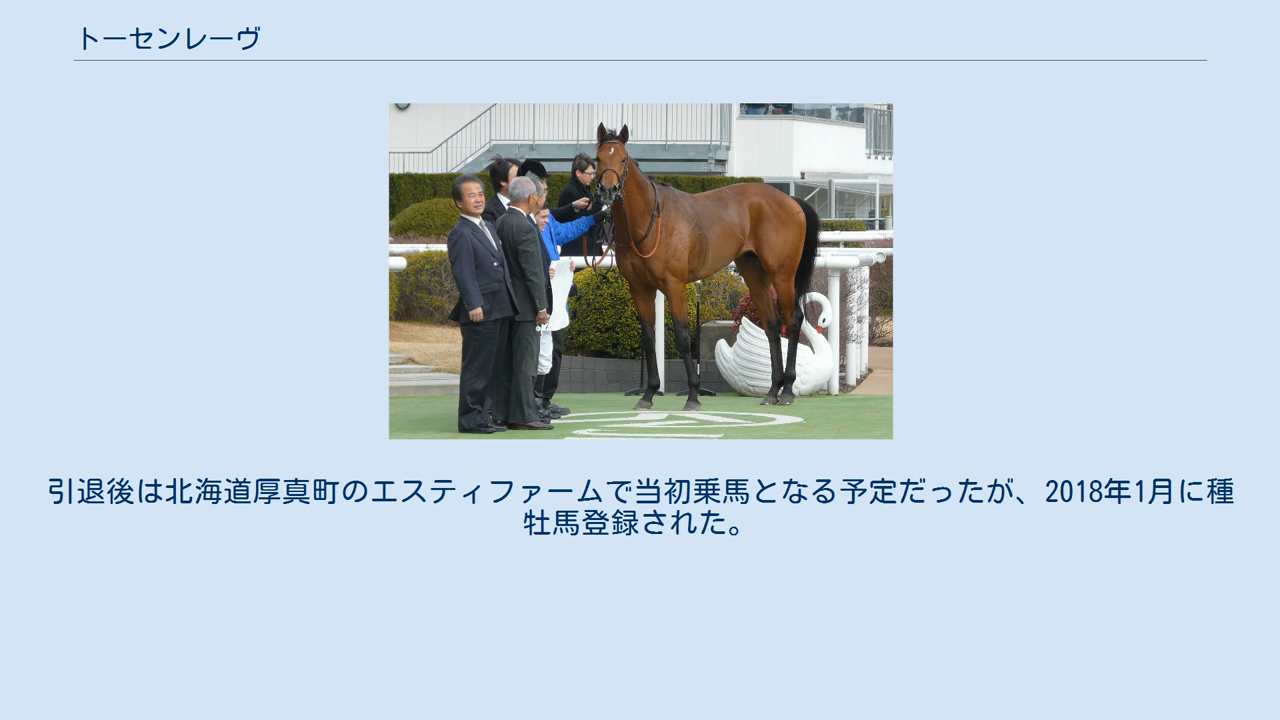 トーセンレーヴ
引退後は北海道厚真町のエスティファームで当初乗馬となる予定だったが、2018年1月に種
牡馬登録された。